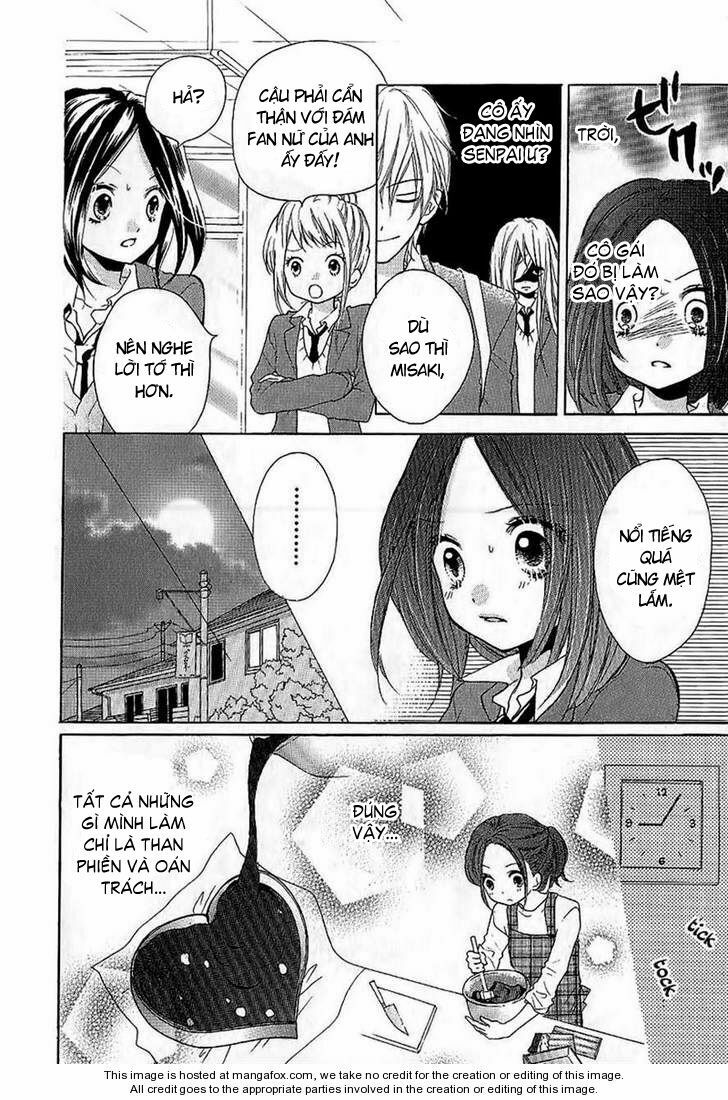 TRỜI,
CÔ GÁI
ĐÓ BỊ LÀM
SAO VẬY?
CÔ ẤY
ĐANG NHÌN
SENPAI Ư?
DÙ
SAO THÌ
MISAKI,
CẬU PHẢI CẨN
THẬN VỚI ĐÁM
FAN NỮ CỦA ANH
ẤY ĐẤY!
HẢ?
NÊN NGHE
LỜI TỚ THÌ
HƠN.
NỔI TIẾNG
QUÁ
CŨNG MỆT
LẮM.
.........
12
3
6
9
TICK
TOCK
ĐÚNG
VẬY...
TẤT CẢ NHỮNG
GÌ MÌNH LÀM
CHỈ LÀ THAN
PHIỀN VÀ OÁN
TRÁCH...
This image is hosted at mangafox.com, we take no credit for the creation or editing of this image.
All credit goes to the appropriate parties involved in the creation or editing of this image.